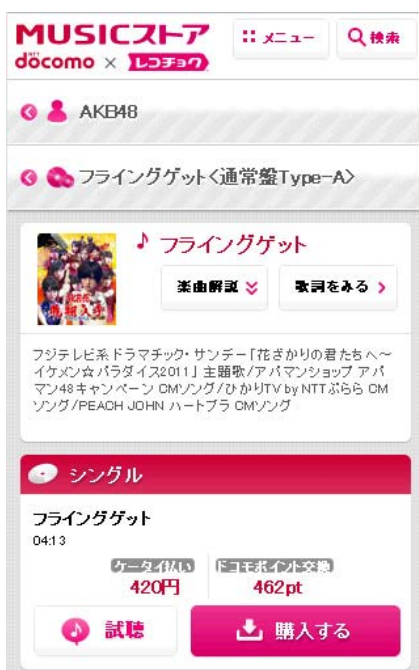 MUSICストア
docomo × レコチョク
メニュー
検索
AKB48
フライングゲット<通常盤Type-A>
♪ フライングゲット
楽曲解説
歌詞をみる
フジテレビ系ドラマチック・サンデー「花ざかりの君たちへ～
イケメン☆パラダイス2011」主題歌/アパマンショップ アパ
マン48キャンペーン CMソング/ひかりTV by NTTぷらら CM
ソング/PEACH JOHN ハートブラ CMソング
シングル
フライングゲット
04:13
ケータイ払い
420円
ドコモポイント交換
462pt
試聴
購入する